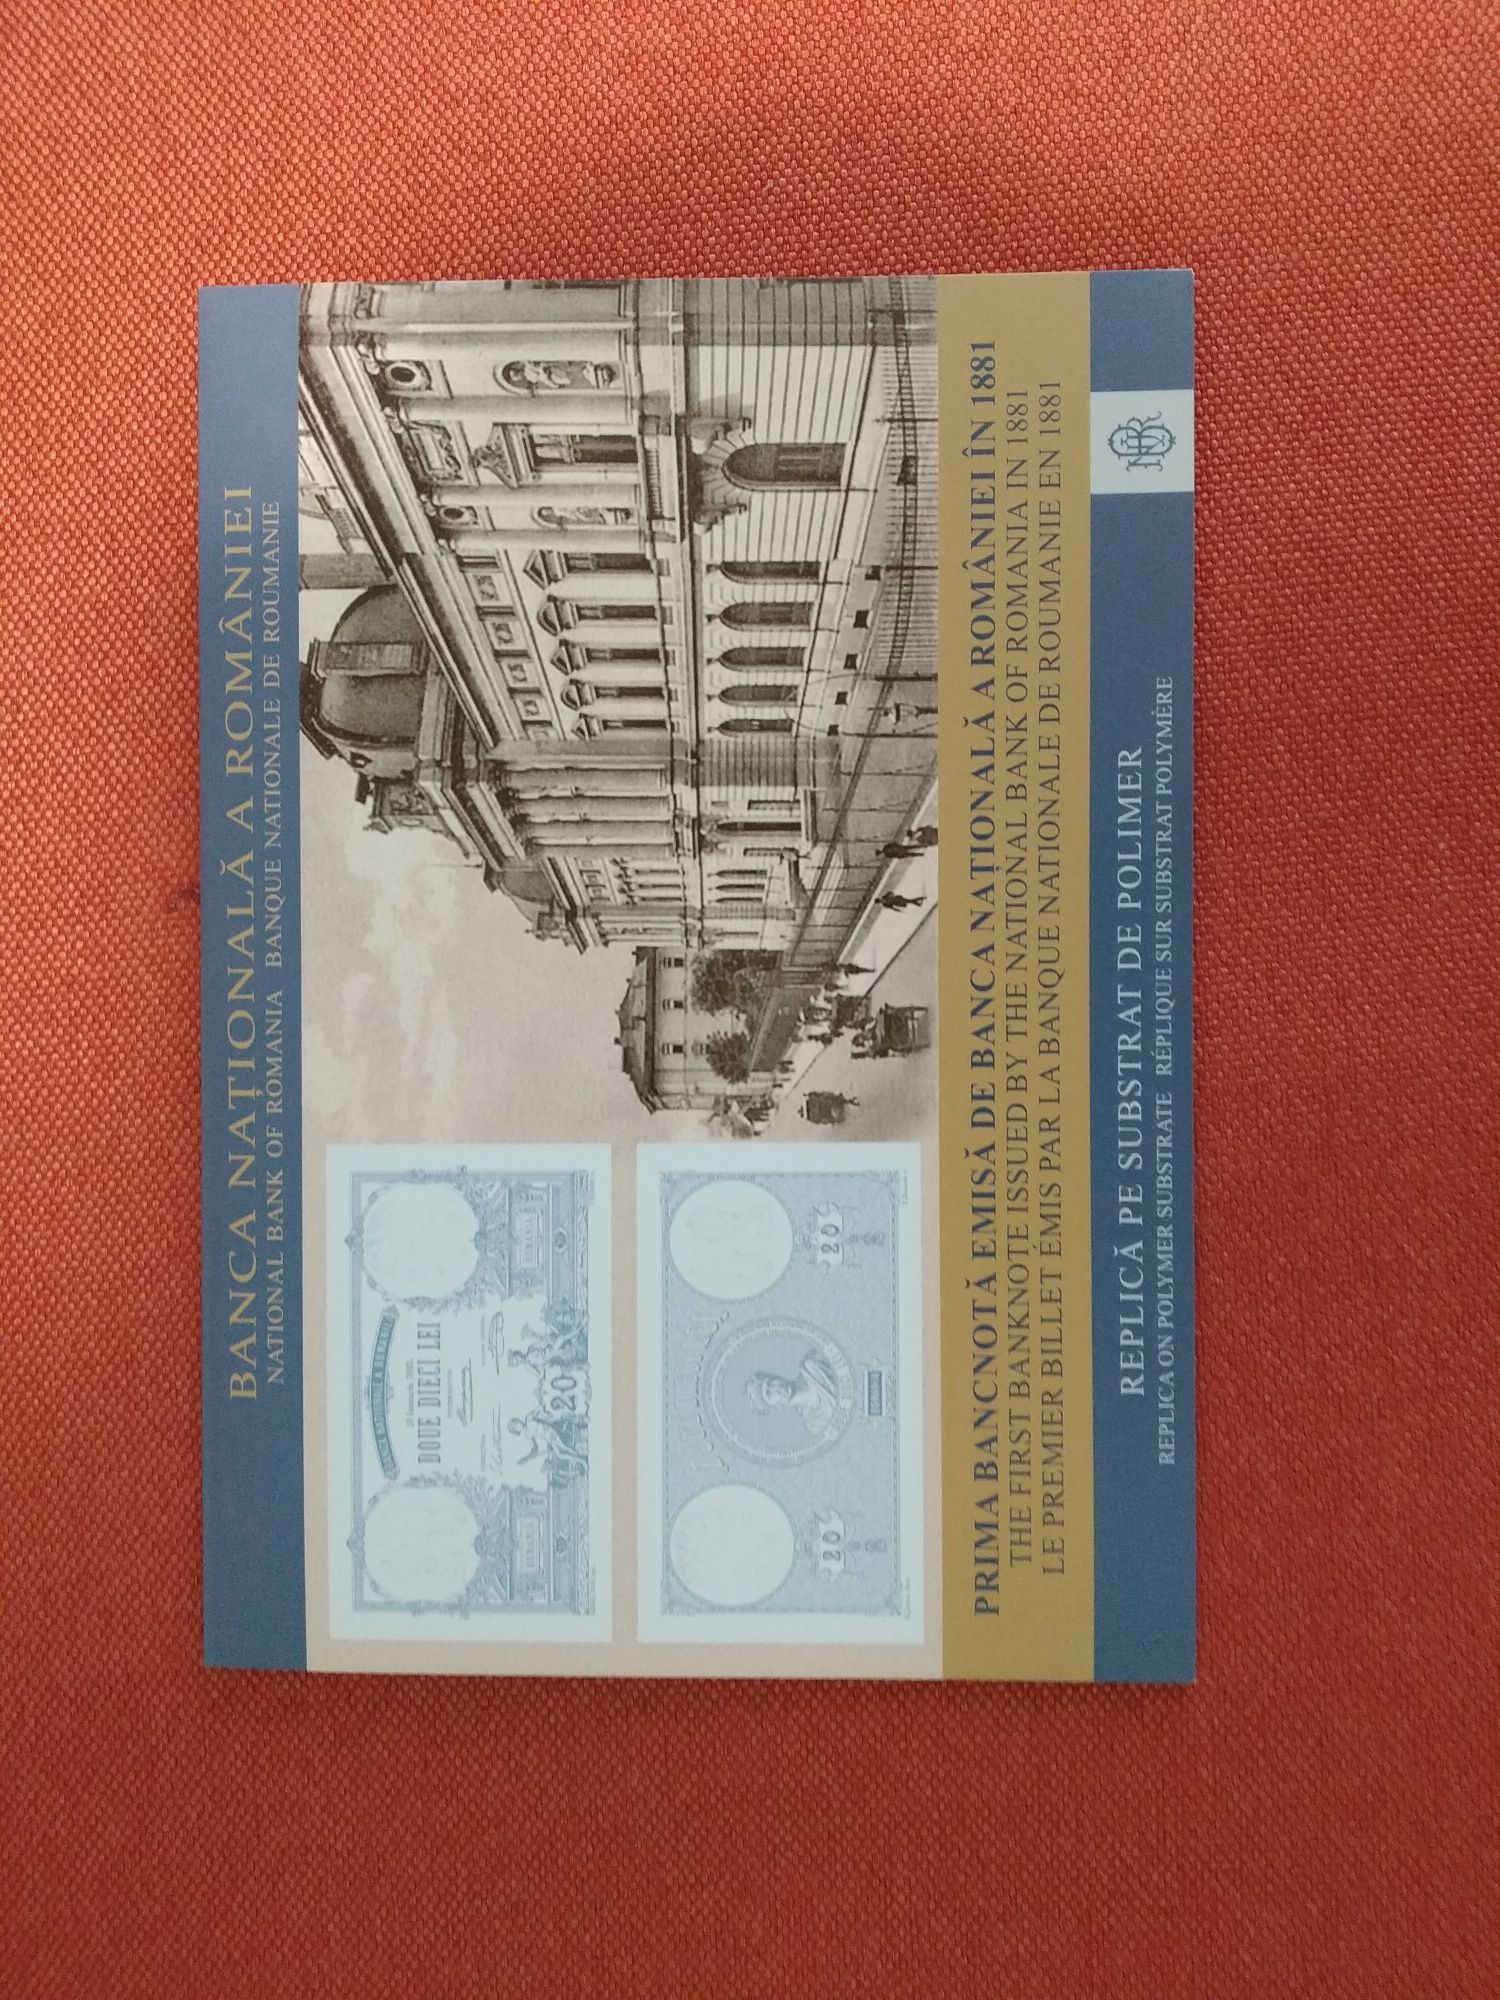 BANCA NAȚIONALĂ A ROMÂNIEI
NATIONAL BANK OF ROMANIA BANQUE NATIONALE DE ROUMANIE
DOUE DIECI LEI
20
ROMANIA
ROMANIA
20
20
PRIMA BANCNOTĂ EMISĂ DE BANCA NAȚIONALĂ A ROMÂNIEI ÎN 1881
THE FIRST BANKNOTE ISSUED BY THE NATIONAL BANK OF ROMANIA IN 1881
LE PREMIER BILLET ÉMIS PAR LA BANQUE NATIONALE DE ROUMANIE EN 1881
REPLICĂ PE SUBSTRAT DE POLIMER
REPLICA ON POLYMER SUBSTRATE RÉPLIQUE SUR SUBSTRAT POLYMÈRE